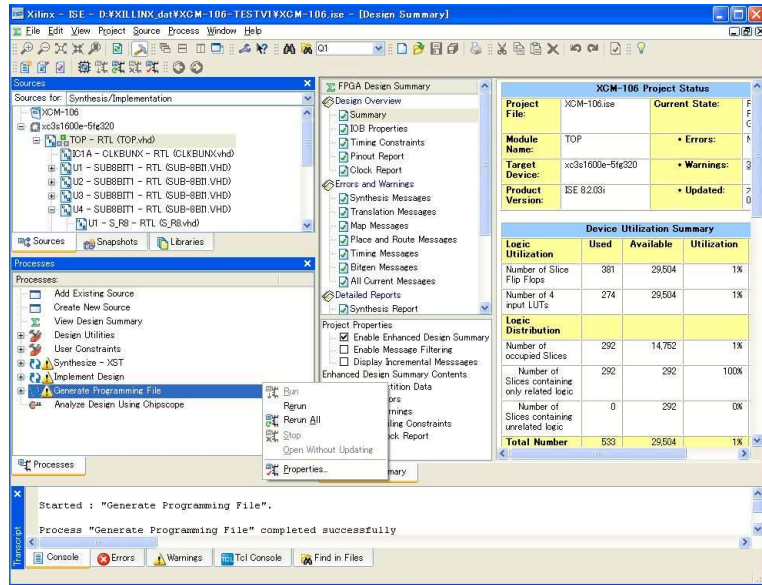 Xilinx - ISE - D:¥XILLINX_dat¥XCM-106-TESTV1¥XCM-106.ise - [Design Summary]
File Edit View Project Source Process Window Help
Q1
Sources
Sources for: Synthesis/Implementation
XCM-106
xc3s1600e-5fg320
TOP - RTL (TOP.vhd)
IC1A - CLKBUNX - RTL (CLKBUNX.vhd)
U1 - SUB8BIT1 - RTL (SUB-8BIT1.VHD)
U2 - SUB8BIT1 - RTL (SUB-8BIT1.VHD)
U3 - SUB8BIT1 - RTL (SUB-8BIT1.VHD)
U4 - SUB8BIT1 - RTL (SUB-8BIT1.VHD)
U1 - S_R8 - RTL (S_R8.vhd)
Sources Snapshots Libraries
Processes
Processes:
Add Existing Source
Create New Source
View Design Summary
Design Utilities
User Constraints
Synthesize - XST
Implement Design
Generate Programming File
Analyze Design Using Chipscope
Processes
Run
Rerun
Rerun All
Stop
Open Without Updating
Properties...
FPGA Design Summary
Design Overview
Summary
IOB Properties
Timing Constraints
Pinout Report
Clock Report
Errors and Warnings
Synthesis Messages
Translation Messages
Map Messages
Place and Route Messages
Timing Messages
Bitgen Messages
All Current Messages
Detailed Reports
Synthesis Report
Project Properties
Enable Enhanced Design Summary
Enable Message Filtering
Display Incremental Messsages
Enhanced Design Summary Contents
tition Data
ors
rnings
ling Constraints
ck Report
mary
XCM-106 Project Status
Project File: XCM-106.ise Current State:
Module Name: TOP • Errors:
Target Device: xc3s1600e-5fg320 • Warnings:
Product Version: ISE 8.2.03i • Updated:
Device Utilization Summary
Logic Utilization Used Available Utilization
Number of Slice Flip Flops 381 29,504 1%
Number of 4 input LUTs 274 29,504 1%
Logic Distribution
Number of occupied Slices 292 14,752 1%
Number of Slices containing only related logic 292 292 100%
Number of Slices containing unrelated logic 0 292 0%
Total Number 533 29,504 1%
Transcript
Started : "Generate Programming File".
Process "Generate Programming File" completed successfully
Console Errors Warnings Tcl Console Find in Files